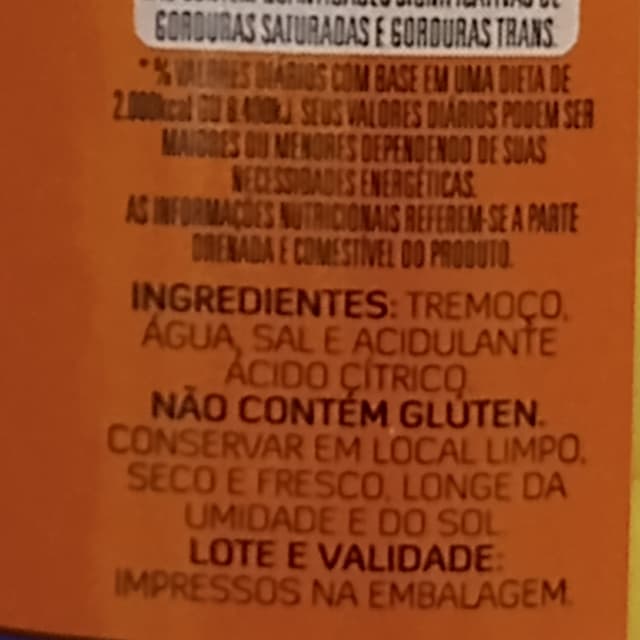 GORDURAS SATURADAS E GORDURAS TRANS.
* % VALORES DIÁRIOS COM BASE EM UMA DIETA DE
2.000kcal OU 8.400kJ. SEUS VALORES DIÁRIOS PODEM SER
MAIORES OU MENORES DEPENDENDO DE SUAS
NECESSIDADES ENERGÉTICAS.
AS INFORMAÇÕES NUTRICIONAIS REFEREM-SE A PARTE
DRENADA E COMESTÍVEL DO PRODUTO.
INGREDIENTES: TREMOÇO,
ÁGUA, SAL E ACIDULANTE
ÁCIDO CÍTRICO.
NÃO CONTÉM GLÚTEN.
CONSERVAR EM LOCAL LIMPO,
SECO E FRESCO, LONGE DA
UMIDADE E DO SOL.
LOTE E VALIDADE:
IMPRESSOS NA EMBALAGEM.